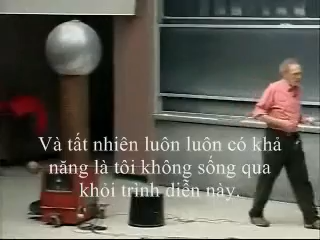 Và tất nhiên luôn luôn có khả
năng là tôi không sống qua
khỏi trình diễn này.